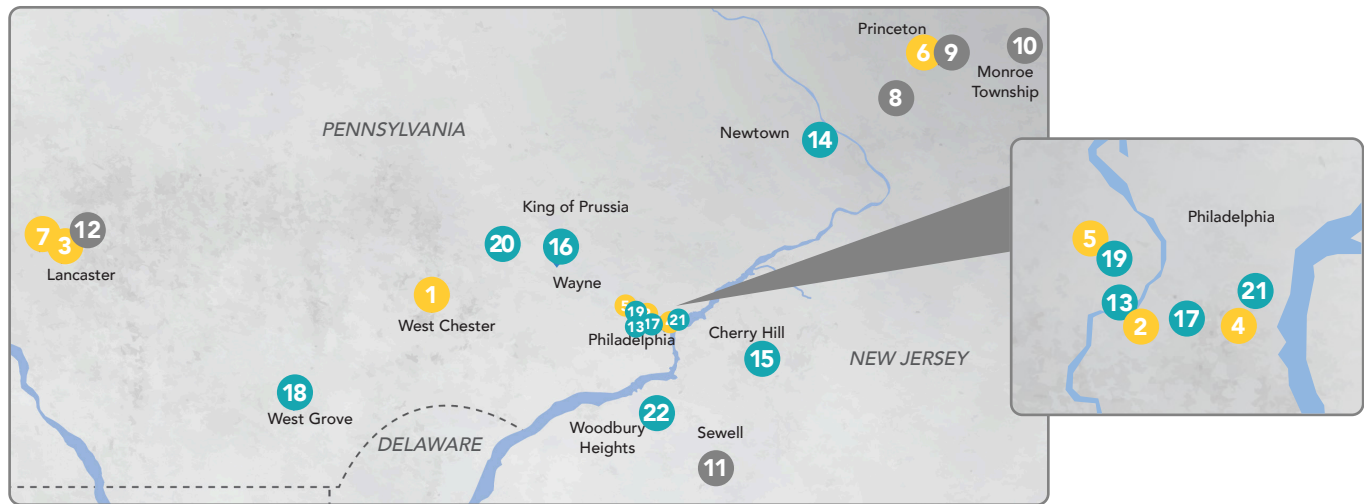 Princeton
6
9
10
Monroe
Township
8
PENNSYLVANIA
Newtown
14
King of Prussia
20
16
Wayne
7
3
12
Lancaster
1
West Chester
5
19
13
17
21
Philadelphia
Cherry Hill
15
NEW JERSEY
18
West Grove
DELAWARE
Woodbury
Heights
22
Sewell
11
Philadelphia
5
19
13
2
17
21
4